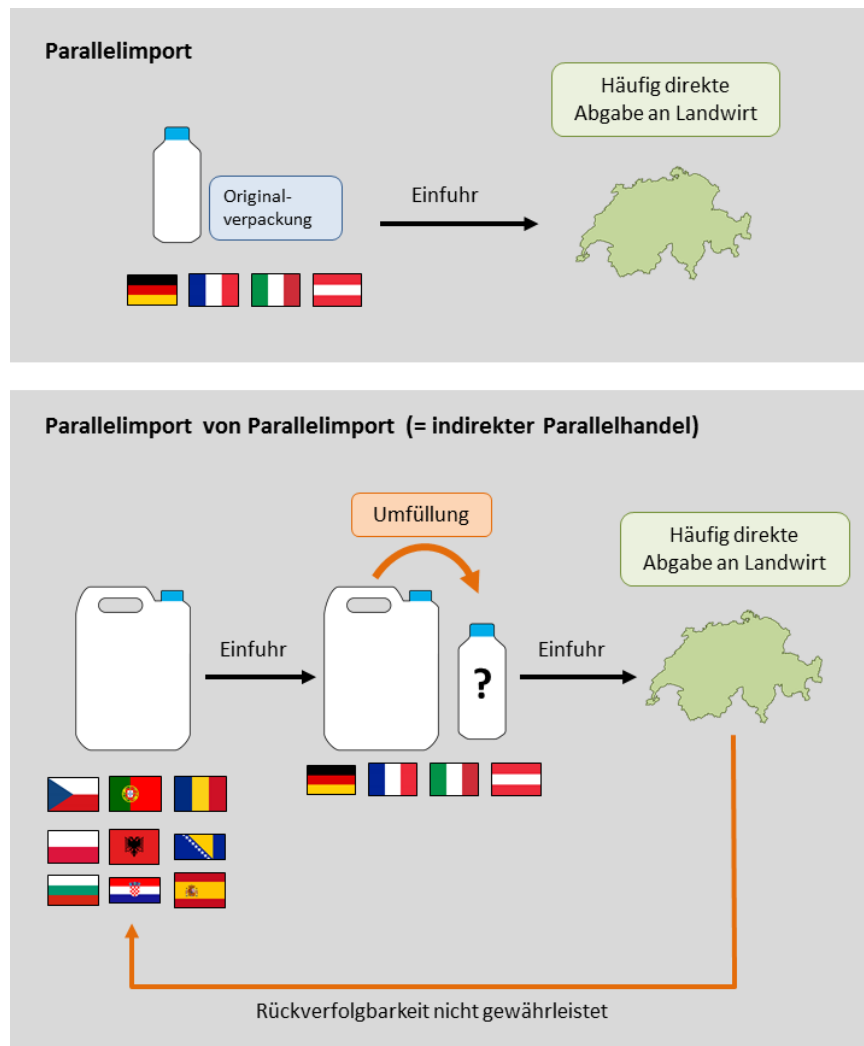 Parallelimport
Häufig direkte
Abgabe an Landwirt
Original-
verpackung
Einfuhr
Parallelimport von Parallelimport (= indirekter Parallelhandel)
Umfüllung
Häufig direkte
Abgabe an Landwirt
Einfuhr
?
Einfuhr
Rückverfolgbarkeit nicht gewährleistet